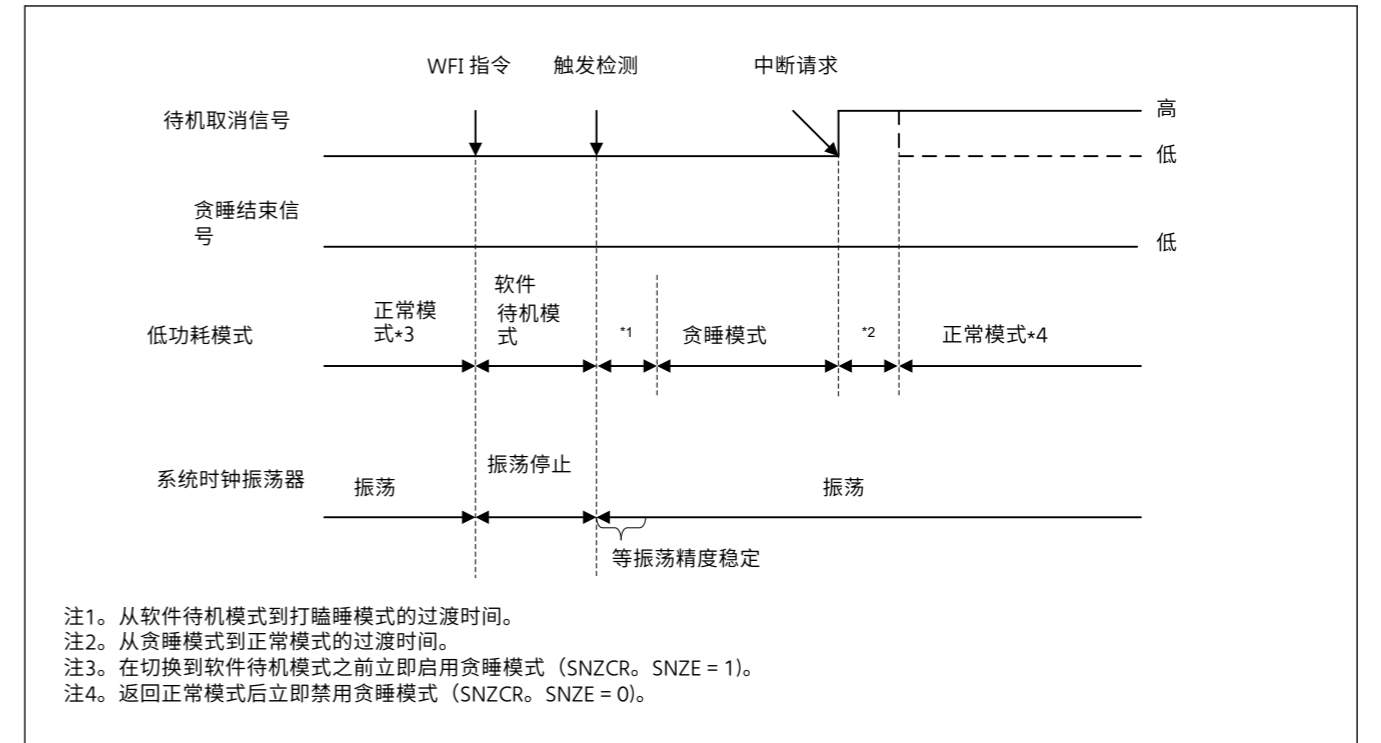 WFI 指令 触发检测 中断请求
待机取消信号
高
低
贪睡结束信
号
低
低功耗模式
正常模
式*3
软件
待机模
式
*1
贪睡模式
*2
正常模式*4
系统时钟振荡器
振荡
振荡停止
振荡
等振荡精度稳定
注1。从软件待机模式到打瞌睡模式的过渡时间。
注2。从贪睡模式到正常模式的过渡时间。
注3。在切换到软件待机模式之前立即启用贪睡模式（SNZCR。SNZE = 1)。
注4。返回正常模式后立即禁用贪睡模式（SNZCR。SNZE = 0)。